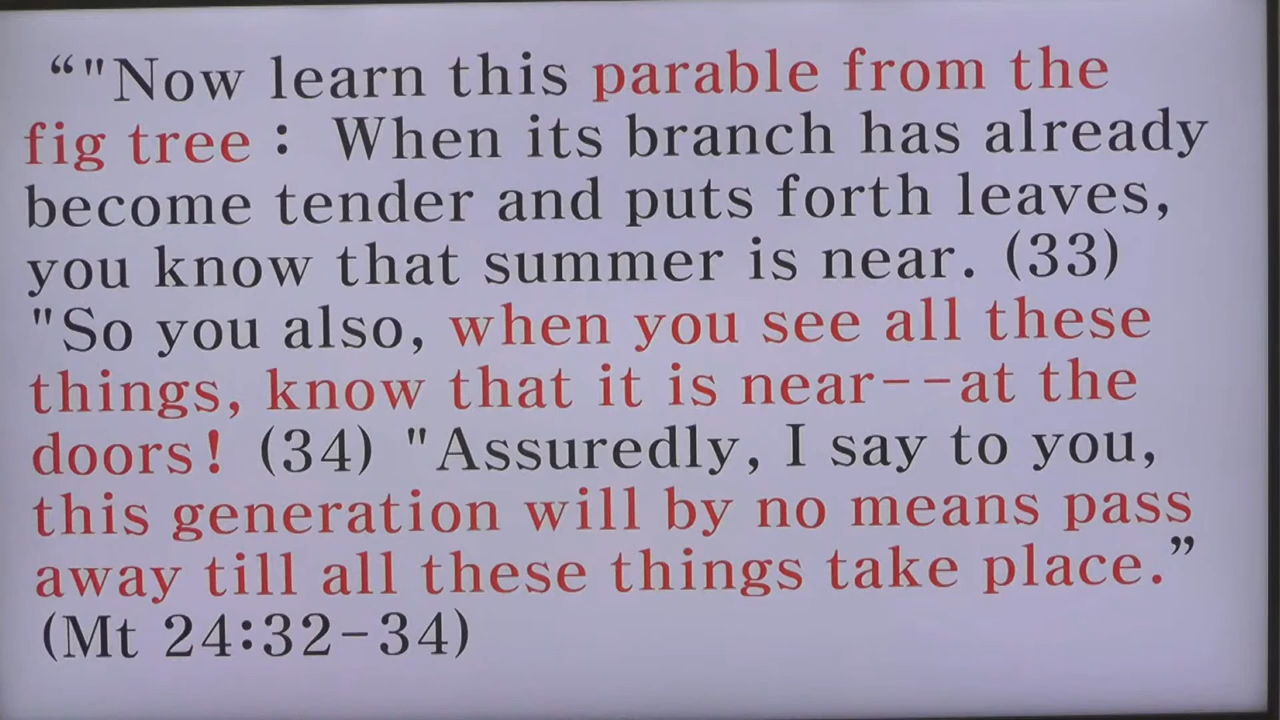 “"Now learn this parable from the
fig tree : When its branch has already
become tender and puts forth leaves,
you know that summer is near. (33)
"So you also, when you see all these
things, know that it is near--at the
doors! (34) "Assuredly, I say to you,
this generation will by no means pass
away till all these things take place.”
(Mt 24:32-34)